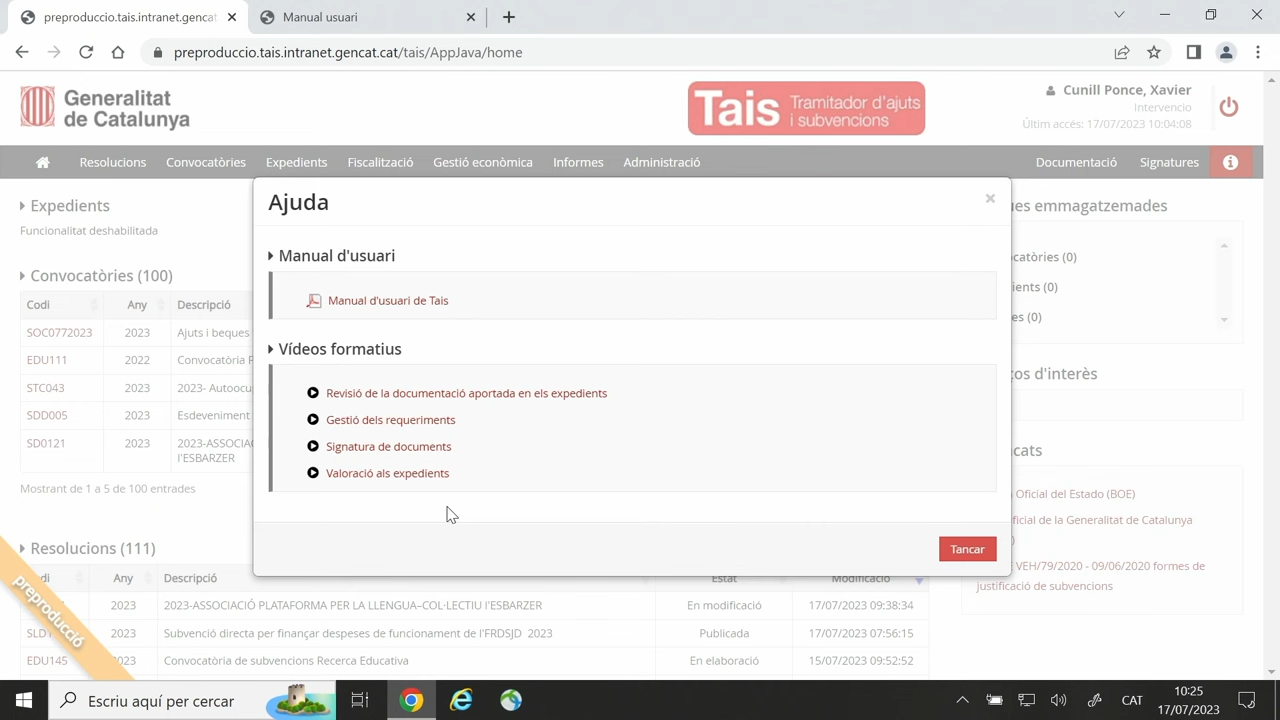 preproduccio.tais.intranet.gencat
Manual usuari
preproduccio.tais.intranet.gencat.cat/tais/AppJava/home
Generalitat
de Catalunya
Tais Tramitador d'ajuts
i subvencions
Cunill Ponce, Xavier
Intervencio
Últim accés: 17/07/2023 10:04:08
Resolucions Convocatòries Expedients Fiscalització Gestió econòmica Informes Administració Documentació Signatures
Expedients
Funcionalitat deshabilitada
Convocatòries (100)
Codi Any Descripció
SOC0772023 2023 Ajuts i beques
EDU111 2022 Convocatòria P
STC043 2023 2023- Autoocu
SDD005 2023 Esdeveniment
SD0121 2023 2023-ASSOCIA
l'ESBARZER
Mostrant de 1 a 5 de 100 entrades
Ajuda
×
Manual d'usuari
Manual d'usuari de Tais
Vídeos formatius
Revisió de la documentació aportada en els expedients
Gestió dels requeriments
Signatura de documents
Valoració als expedients
Tancar
ues emmagatzemades
ocatòries (0)
ients (0)
es (0)
ços d'interès
cats
Oficial del Estado (BOE)
ficial de la Generalitat de Catalunya
)
VEH/79/2020 - 09/06/2020 formes de
justificació de subvencions
Resolucions (111)
di Any Descripció Estat Modificació
2023 2023-ASSOCIACIÓ PLATAFORMA PER LA LLENGUA–COL·LECTIU l'ESBARZER En modificació 17/07/2023 09:38:34
SLD 2023 Subvenció directa per finançar despeses de funcionament de l'FRDSJD 2023 Publicada 17/07/2023 07:56:15
EDU145 2023 Convocatòria de subvencions Recerca Educativa En elaboració 15/07/2023 09:52:52
preproducció
Escriu aquí per cercar
CAT
10:25
17/07/2023